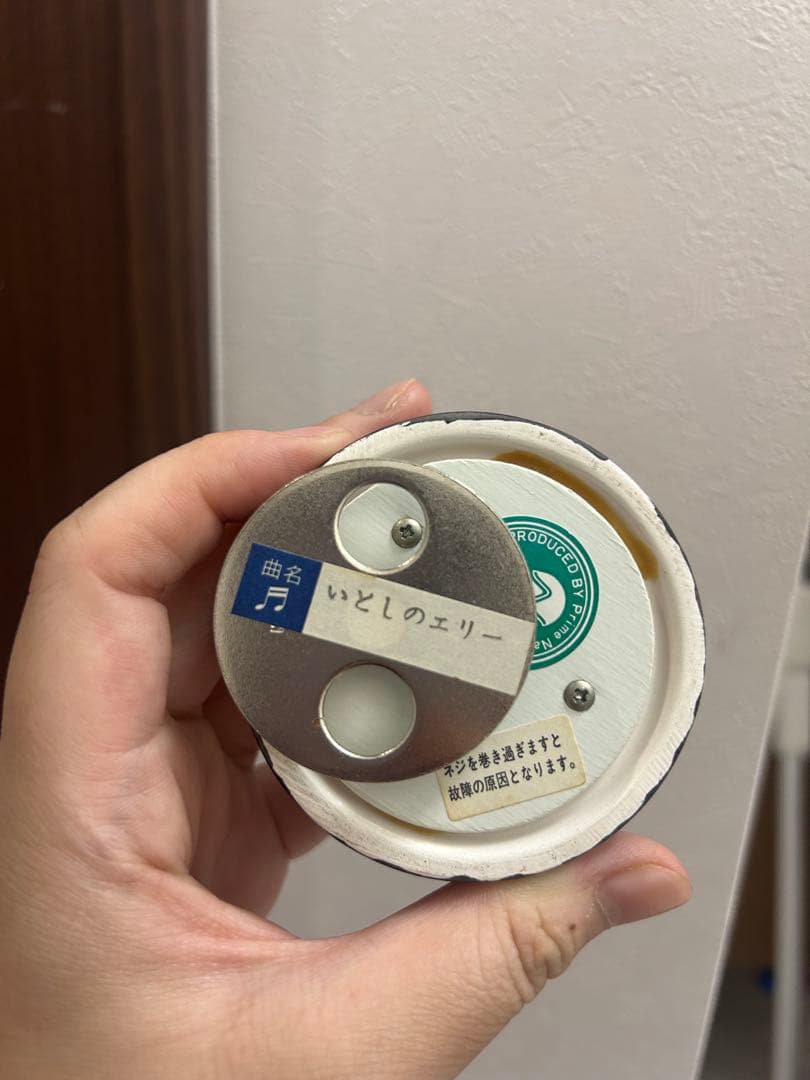 曲名
いとしのエリー
PRODUCED BY Prime Na
ネジを巻き過ぎますと
故障の原因となります。